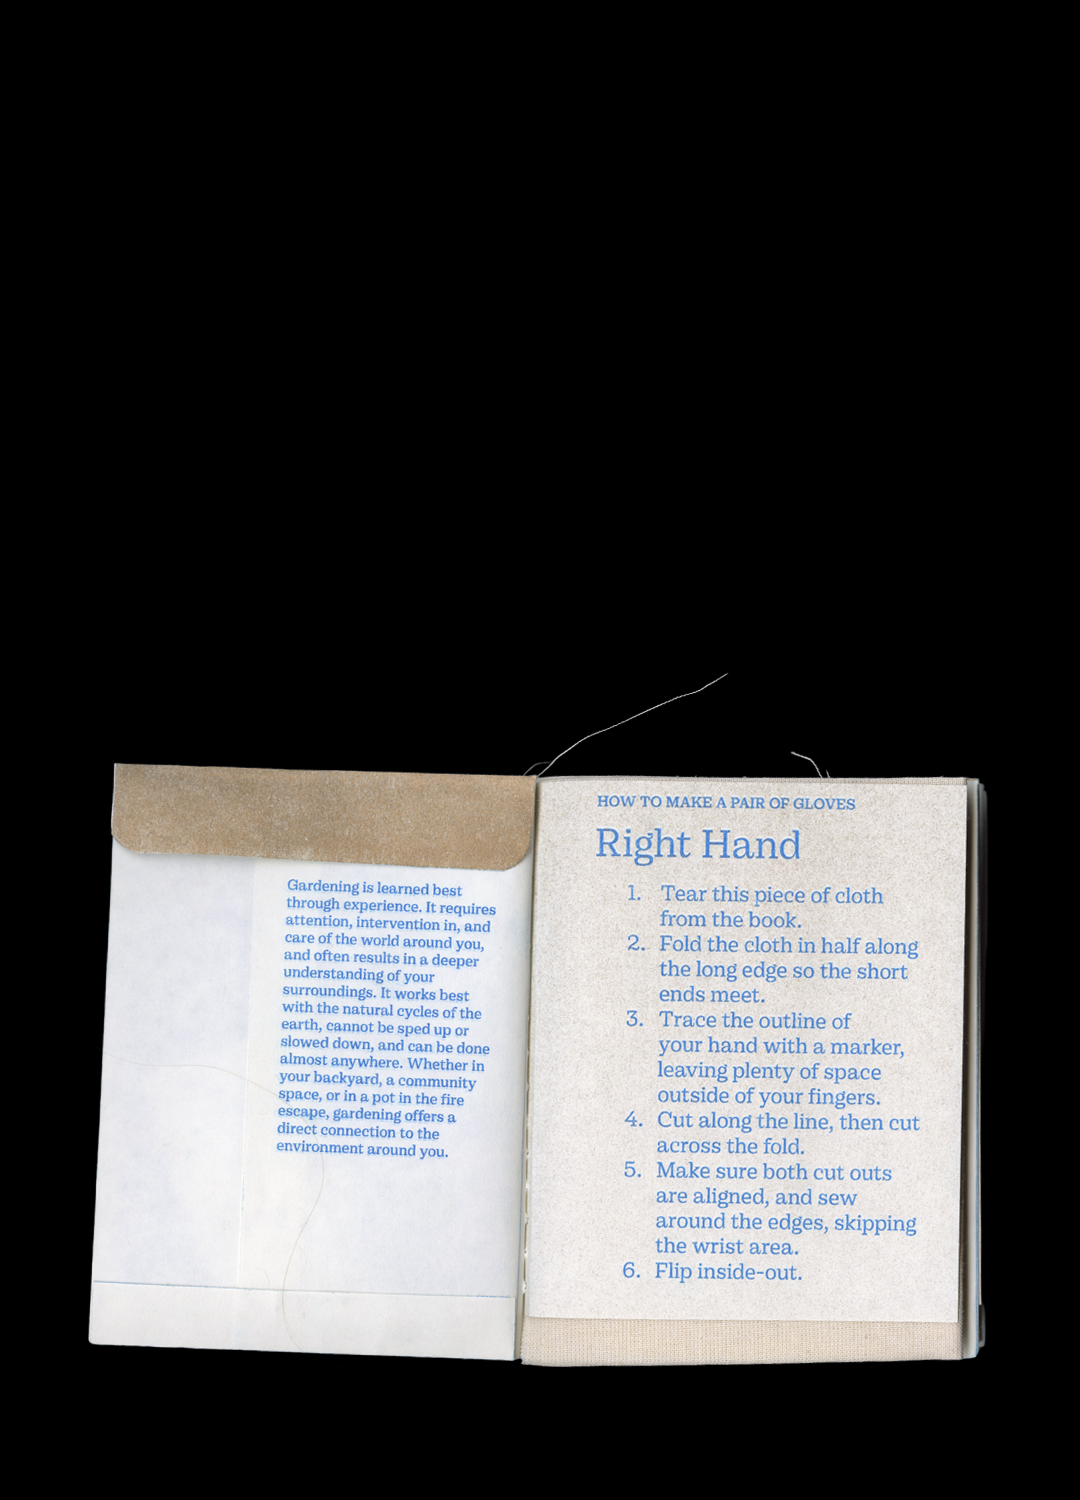 Gardening is learned best
through experience. It requires
attention, intervention in, and
care of the world around you,
and often results in a deeper
understanding of your
surroundings. It works best
with the natural cycles of the
earth, cannot be sped up or
slowed down, and can be done
almost anywhere. Whether in
your backyard, a community
space, or in a pot in the fire
escape, gardening offers a
direct connection to the
environment around you.
HOW TO MAKE A PAIR OF GLOVES
Right Hand
1. Tear this piece of cloth
from the book.
2. Fold the cloth in half along
the long edge so the short
ends meet.
3. Trace the outline of
your hand with a marker,
leaving plenty of space
outside of your fingers.
4. Cut along the line, then cut
across the fold.
5. Make sure both cut outs
are aligned, and sew
around the edges, skipping
the wrist area.
6. Flip inside-out.